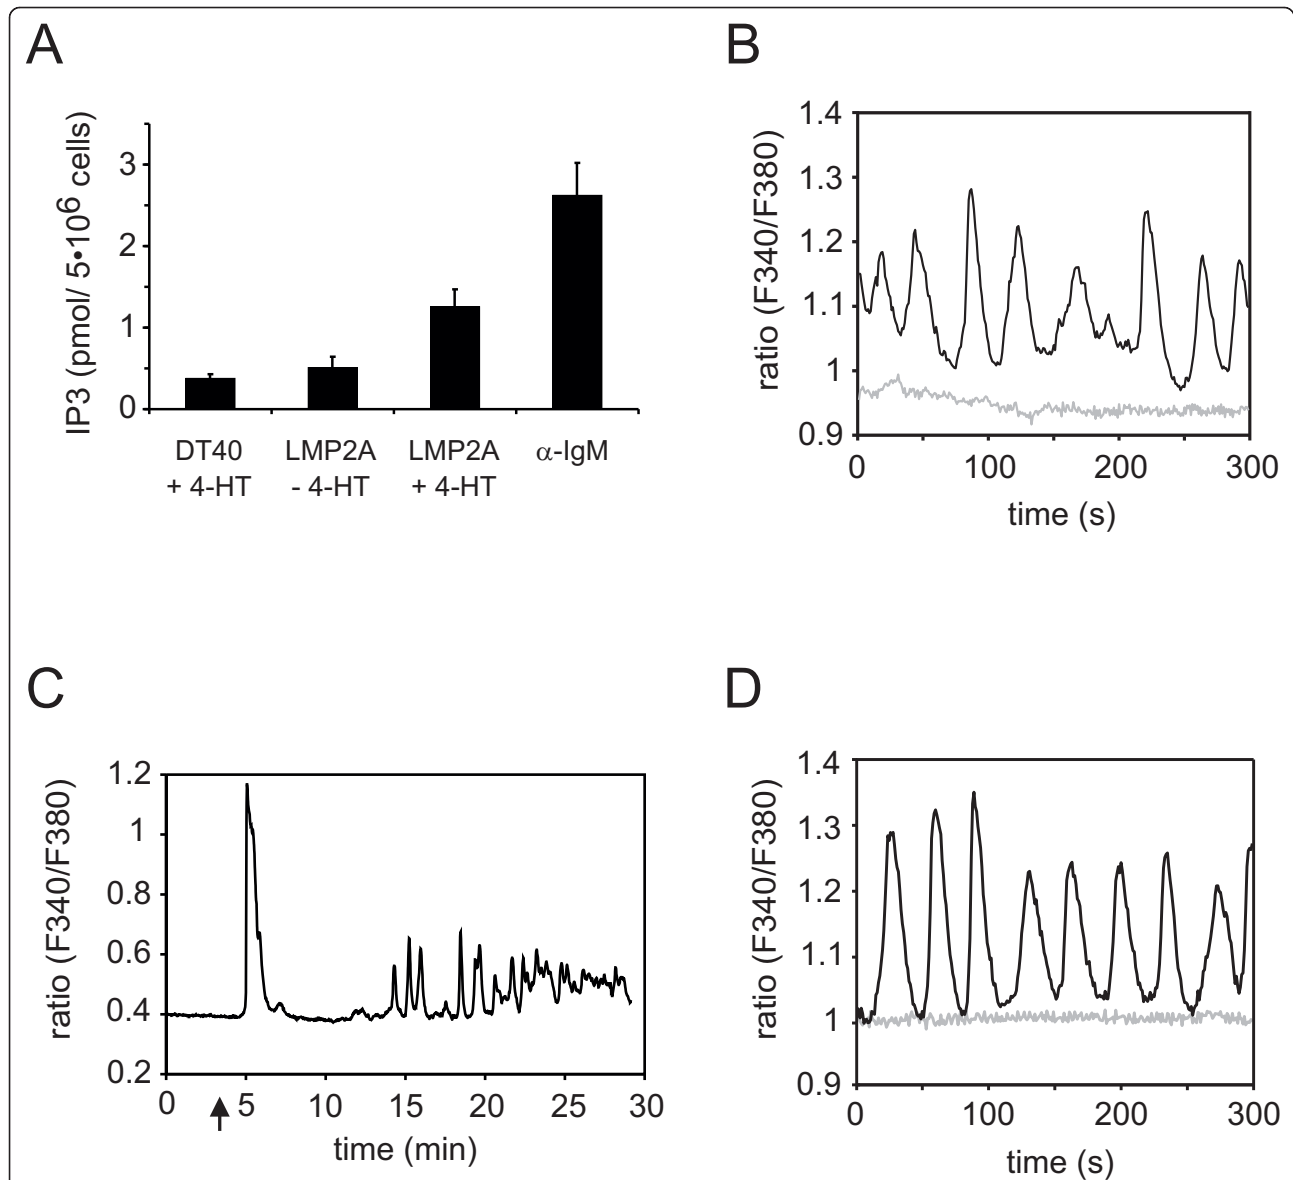 A
IP3 (pmol/ 5•10⁶ cells)
3
2
1
0
DT40
+ 4-HT
LMP2A
- 4-HT
LMP2A
+ 4-HT
α-IgM
B
ratio (F340/F380)
1.4
1.3
1.2
1.1
1
0.9
0
100
200
300
time (s)
C
ratio (F340/F380)
1.2
1
0.8
0.6
0.4
0.2
0
5
10
15
20
25
30
time (min)
D
ratio (F340/F380)
1.4
1.3
1.2
1.1
1
0.9
0
100
200
300
time (s)